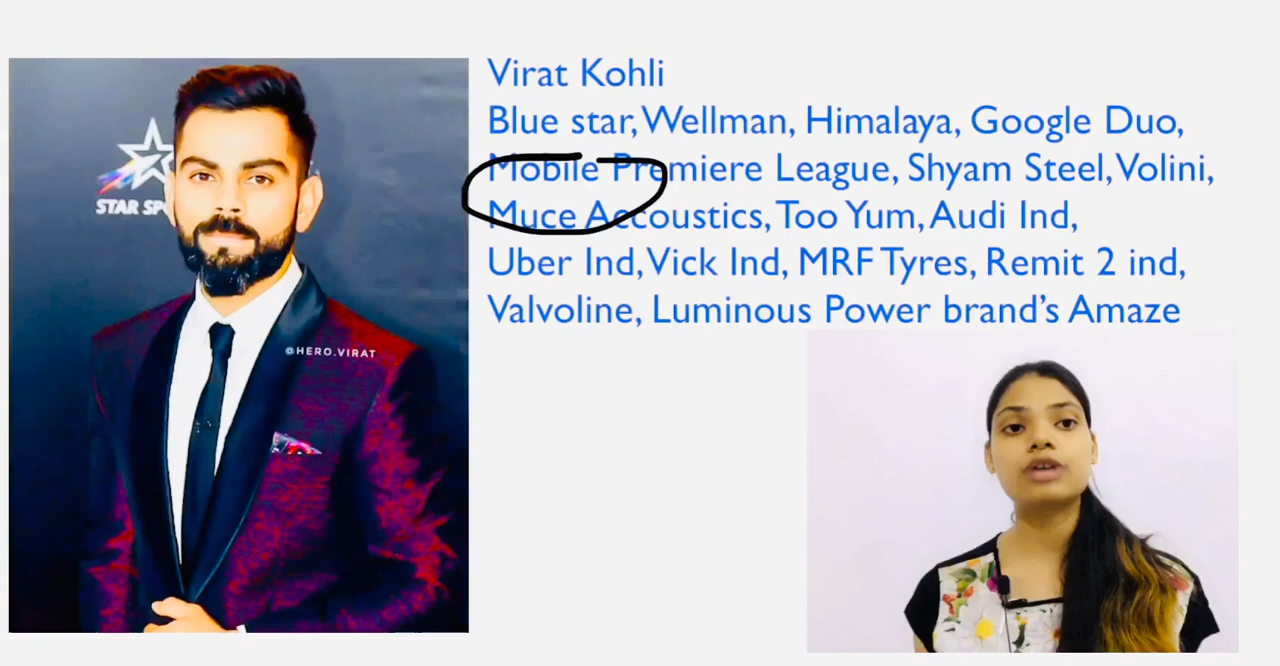 Virat Kohli
Blue star, Wellman, Himalaya, Google Duo,
Mobile Premiere League, Shyam Steel, Volini,
Muce Accoustics, Too Yum, Audi Ind,
Uber Ind, Vick Ind, MRF Tyres, Remit 2 ind,
Valvoline, Luminous Power brand's Amaze
STAR SP
@HERO.VIRAT